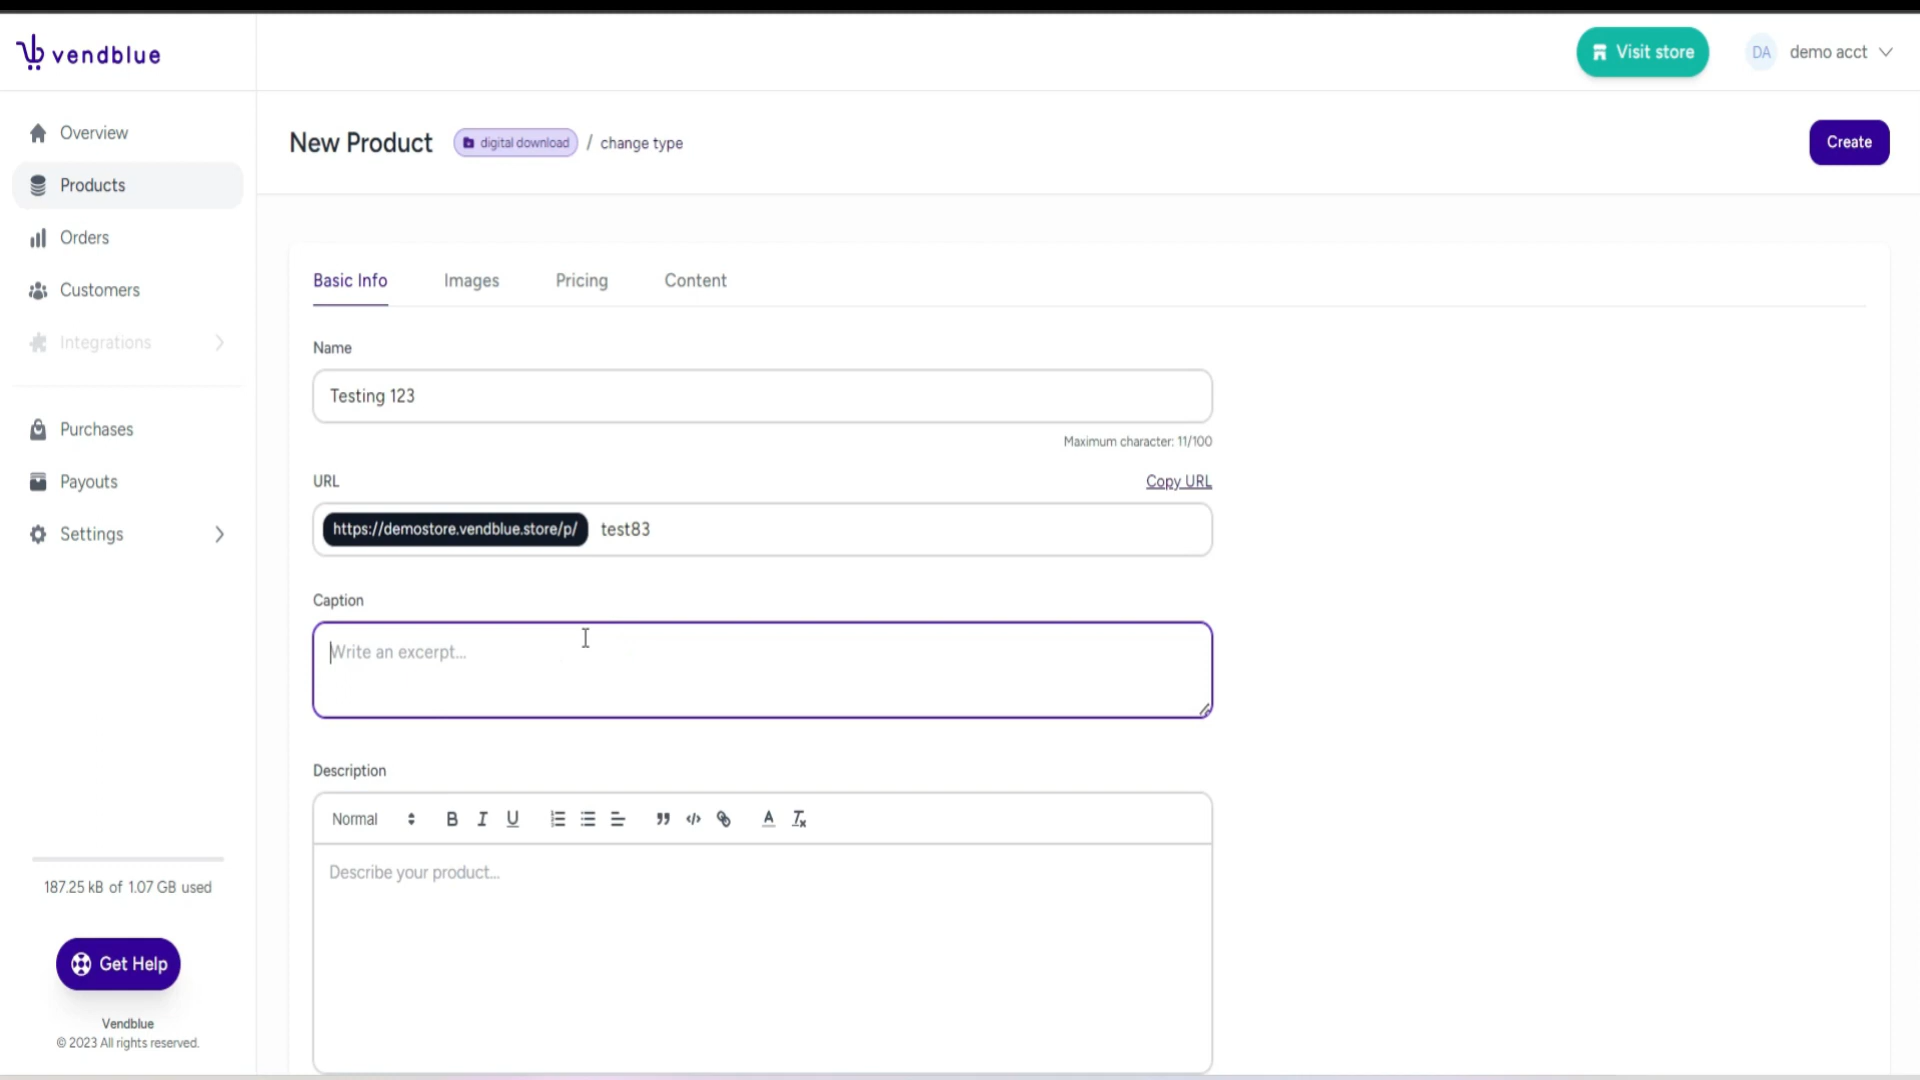 vendblue
Visit store
DA
demo acct
Overview
Products
Orders
Customers
Integrations
Purchases
Payouts
Settings
187.25 kB of 1.07 GB used
Get Help
Vendblue
© 2023 All rights reserved.
New Product
digital download / change type
Create
Basic Info
Images
Pricing
Content
Name
Testing 123
Maximum character: 11/100
URL
Copy URL
https://demostore.vendblue.store/p/ test83
Caption
Write an excerpt...
Description
Normal
B I U
A
Describe your product...